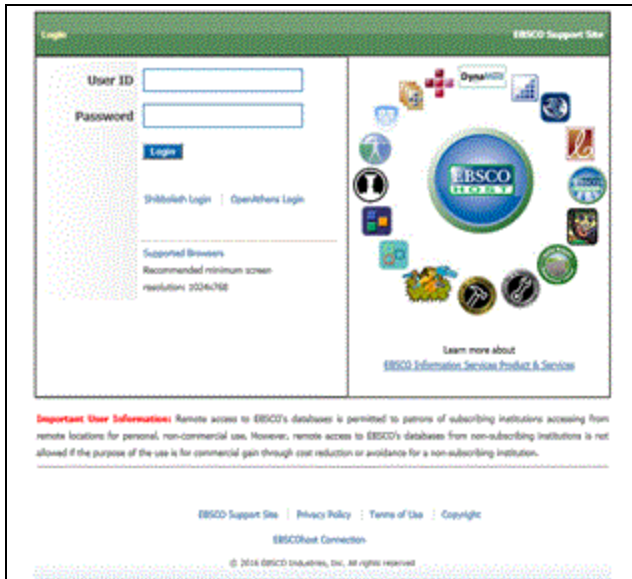 Login
EBSCO Support Site
User ID
Password
Login
Shibboleth Login | OpenAthens Login
Supported Browsers
Recommended minimum screen
resolution: 1024x768
DynaMed
EBSCO
HOST
Learn more about
EBSCO Information Services Product & Services
Important User Information: Remote access to EBSCO's databases is permitted to patrons of subscribing institutions accessing from
remote locations for personal, non-commercial use. However, remote access to EBSCO's databases from non-subscribing institutions is not
allowed if the purpose of the use is for commercial gain through cost reduction or avoidance for a non-subscribing institution.
EBSCO Support Site | Privacy Policy | Terms of Use | Copyright
EBSCOhost Connection
© 2016 EBSCO Industries, Inc. All rights reserved